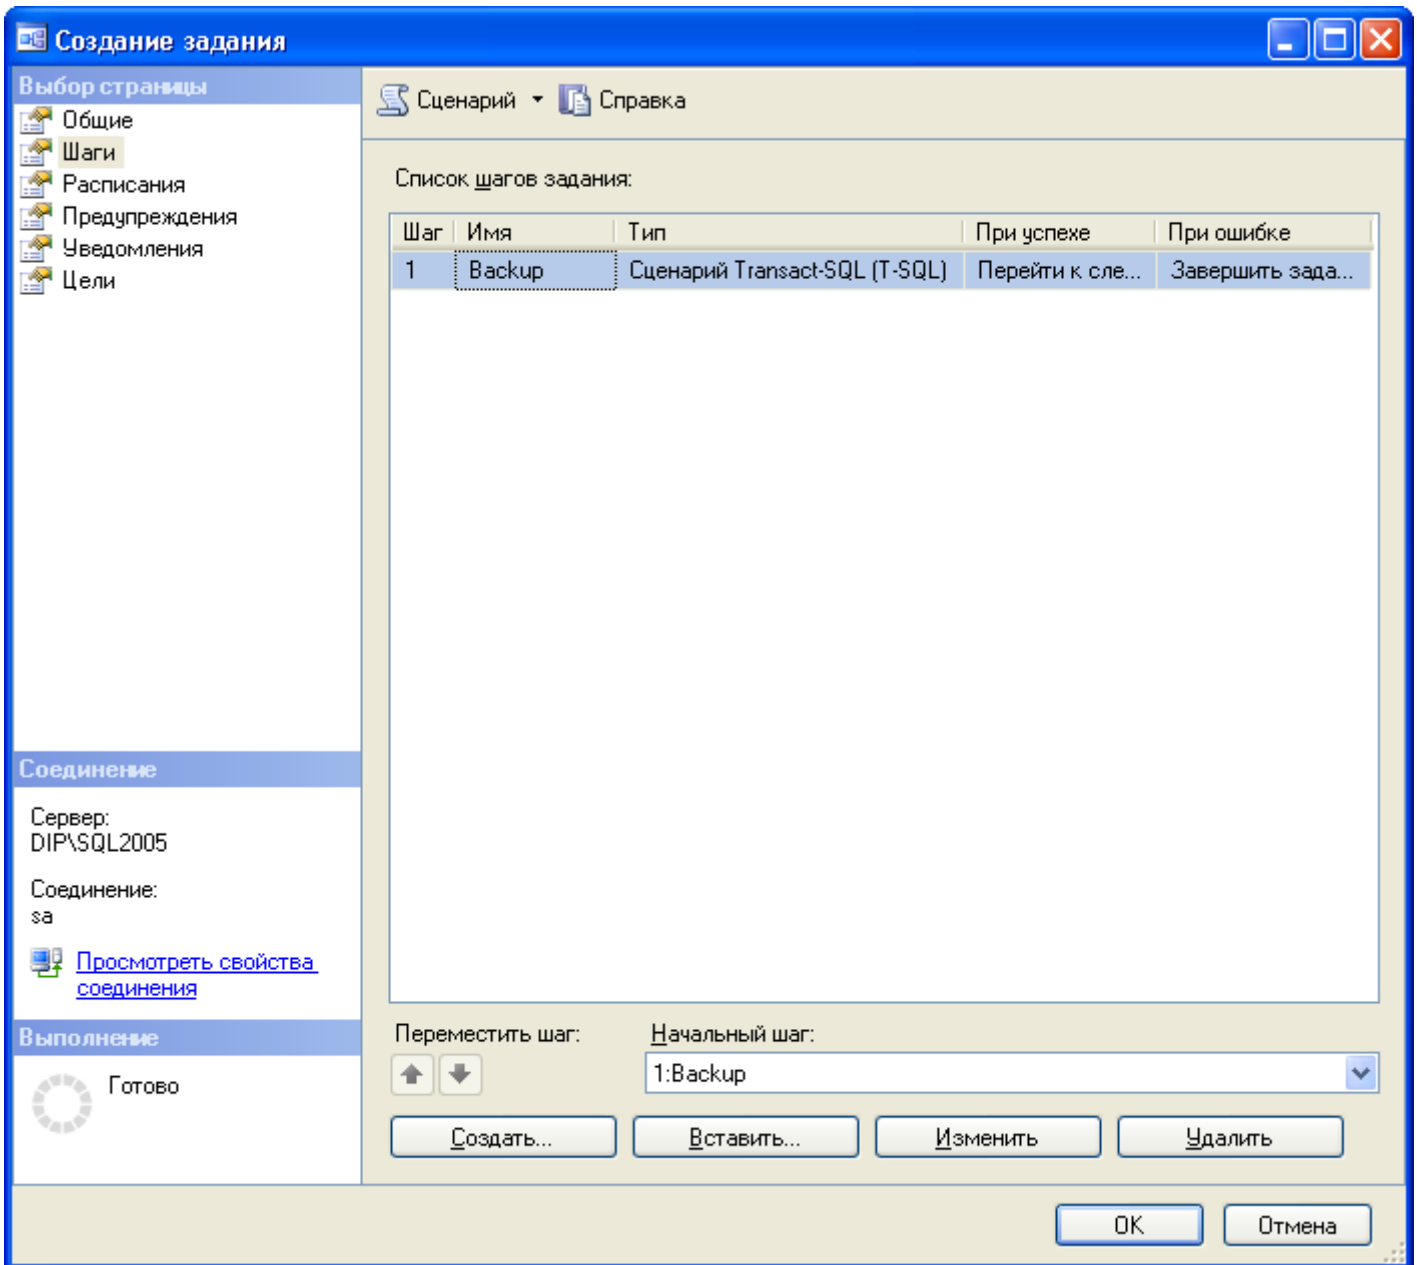 Создание задания
Выбор страницы
Общие
Шаги
Расписания
Предупреждения
Уведомления
Цели
Сценарий Справка
Список шагов задания:
Шаг Имя Тип При успехе При ошибке
1 Backup Сценарий Transact-SQL (T-SQL) Перейти к сле... Завершить зада...
Соединение
Сервер:
DIP\SQL2005
Соединение:
sa
Просмотреть свойства
соединения
Выполнение
Готово
Переместить шаг: Начальный шаг:
1:Backup
Создать... Вставить... Изменить Удалить
OK Отмена